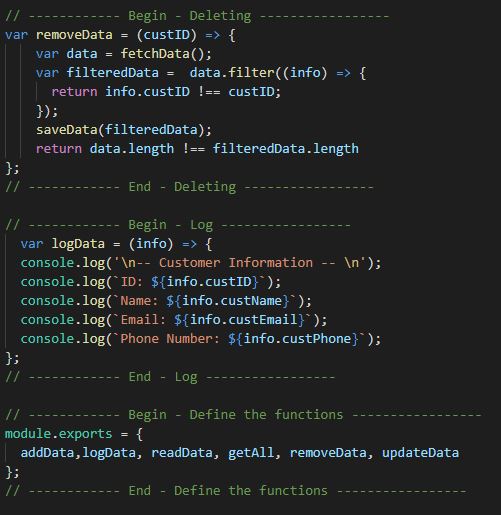 // ------------ Begin - Deleting -----------------
var removeData = (custID) => {
    var data = fetchData();
    var filteredData =  data.filter((info) => {
      return info.custID !== custID;
    });
    saveData(filteredData);
    return data.length !== filteredData.length
};
// ------------ End - Deleting -----------------

// ------------ Begin - Log -----------------
  var logData = (info) => {
  console.log('\n-- Customer Information -- \n');
  console.log(`ID: ${info.custID}`);
  console.log(`Name: ${info.custName}`);
  console.log(`Email: ${info.custEmail}`);
  console.log(`Phone Number: ${info.custPhone}`);
};
// ------------ End - Log -----------------

// ------------ Begin - Define the functions -----------------
module.exports = {
  addData,logData, readData, getAll, removeData, updateData
};
// ------------ End - Define the functions -----------------